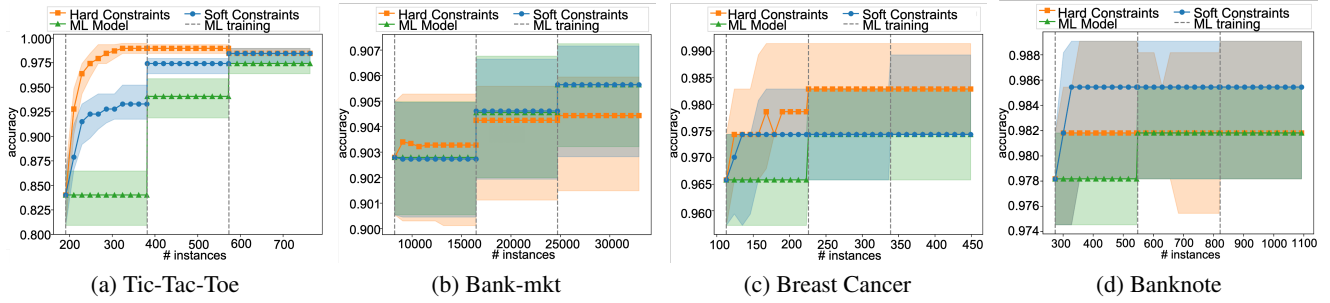 Hard Constraints Soft Constraints
ML Model ML training
1.000
0.975
0.950
0.925
0.900
0.875
0.850
0.825
0.800
accuracy
200 300 400 500 600 700
# instances
(a) Tic-Tac-Toe
Hard Constraints Soft Constraints
ML Model ML training
0.907
0.906
0.905
0.904
0.903
0.902
0.901
0.900
accuracy
10000 15000 20000 25000 30000
# instances
(b) Bank-mkt
Hard Constraints Soft Constraints
ML Model ML training
0.990
0.985
0.980
0.975
0.970
0.965
0.960
accuracy
100 150 200 250 300 350 400 450
# instances
(c) Breast Cancer
Hard Constraints Soft Constraints
ML Model ML training
0.988
0.986
0.984
0.982
0.980
0.978
0.976
0.974
accuracy
300 400 500 600 700 800 900 1000 1100
# instances
(d) Banknote